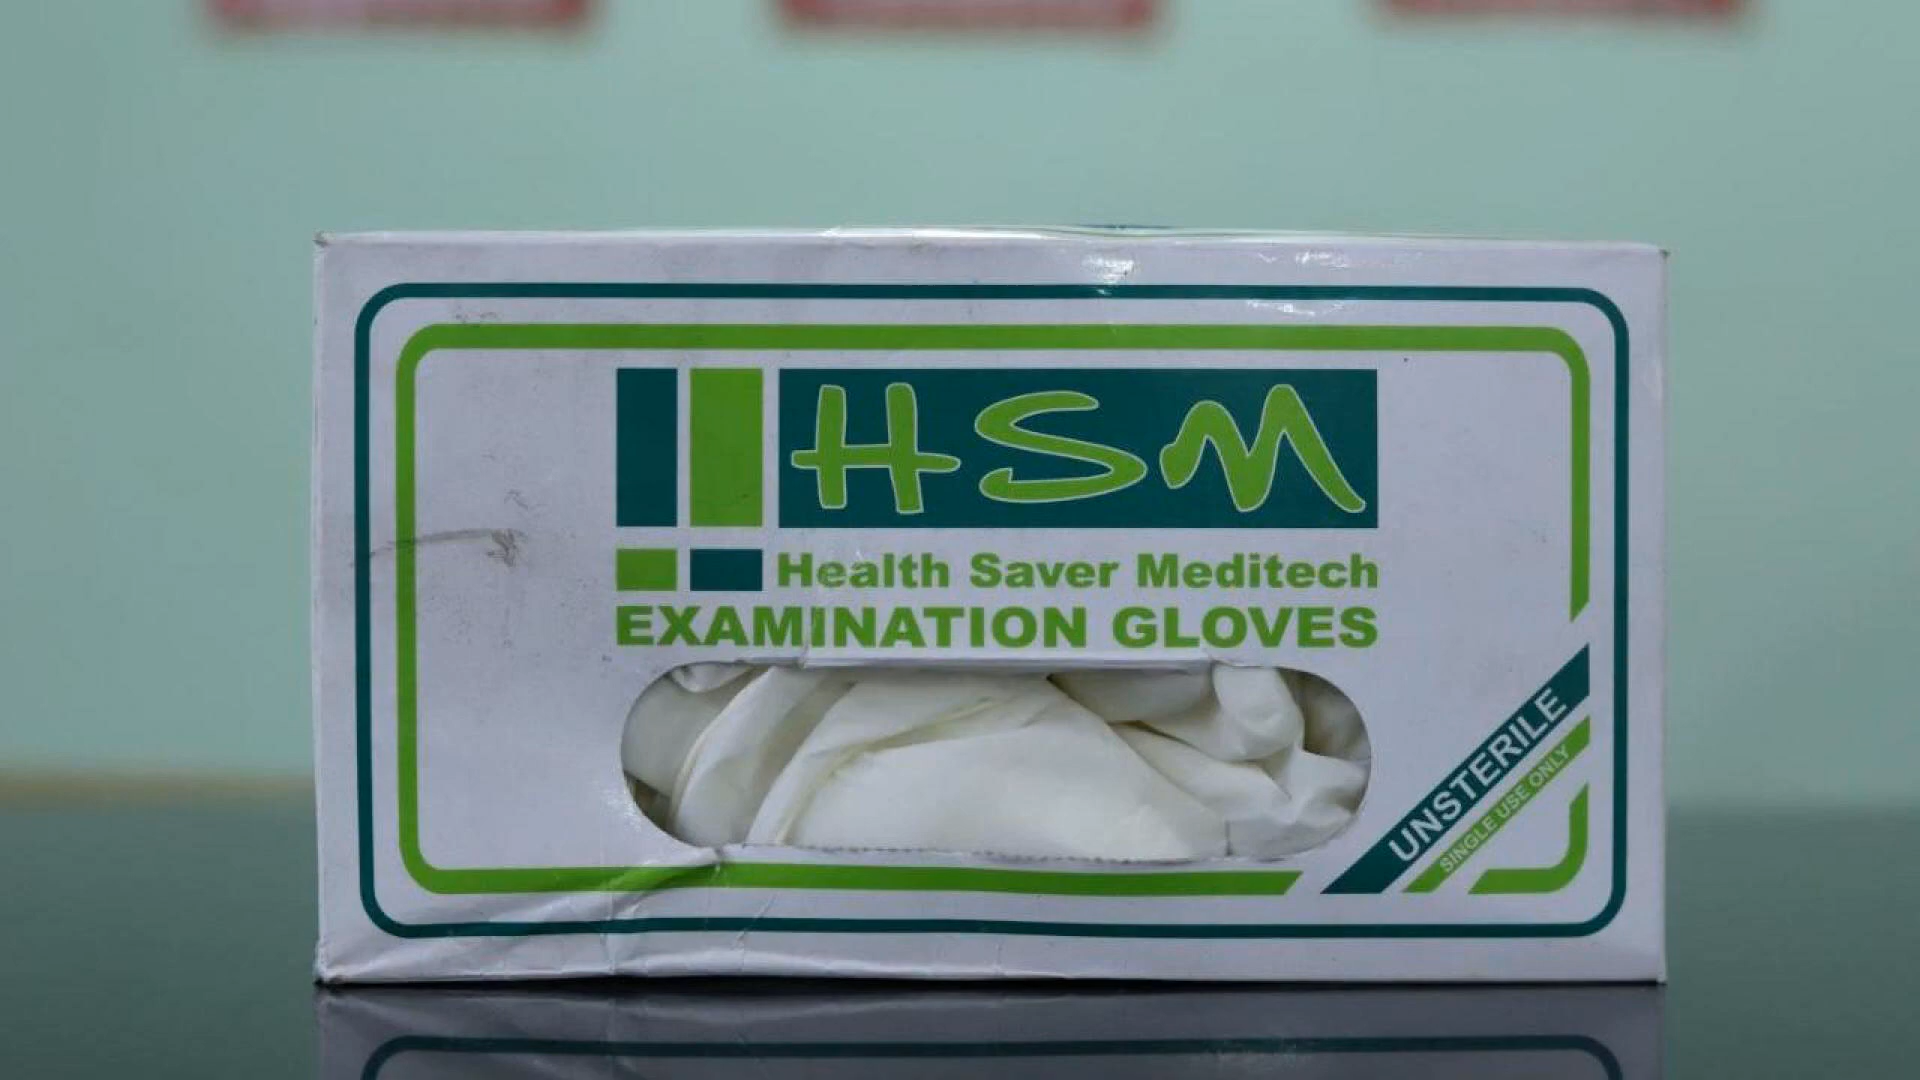 HSM
Health Saver Meditech
EXAMINATION GLOVES
UNSTERILE
SINGLE USE ONLY